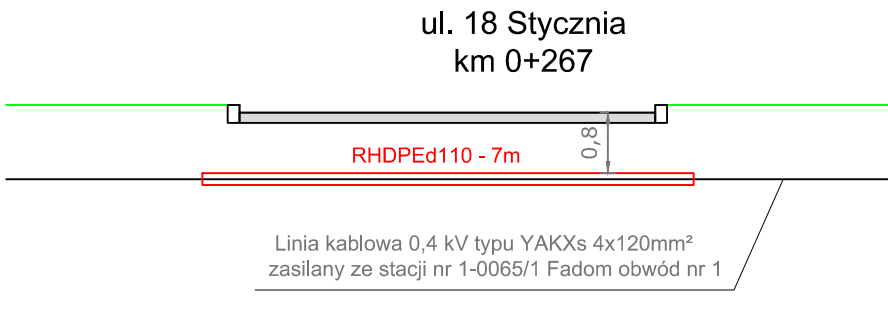 ul. 18 Stycznia
km 0+267
RHDPEd110 - 7m
0,8
Linia kablowa 0,4 kV typu YAKXs 4x120mm²
zasilany ze stacji nr 1-0065/1 Fadom obwód nr 1